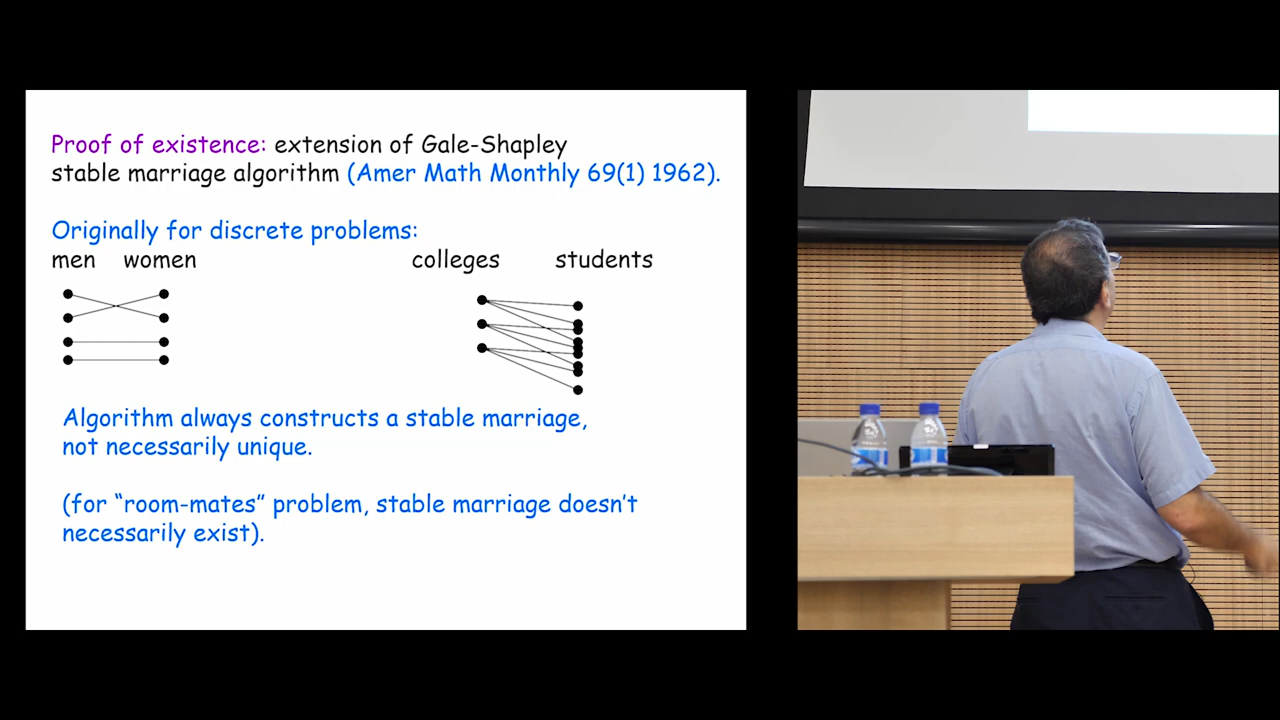 Proof of existence: extension of Gale-Shapley
stable marriage algorithm (Amer Math Monthly 69(1) 1962).
Originally for discrete problems:
men women
colleges students
Algorithm always constructs a stable marriage,
not necessarily unique.
(for “room-mates” problem, stable marriage doesn’t
necessarily exist).